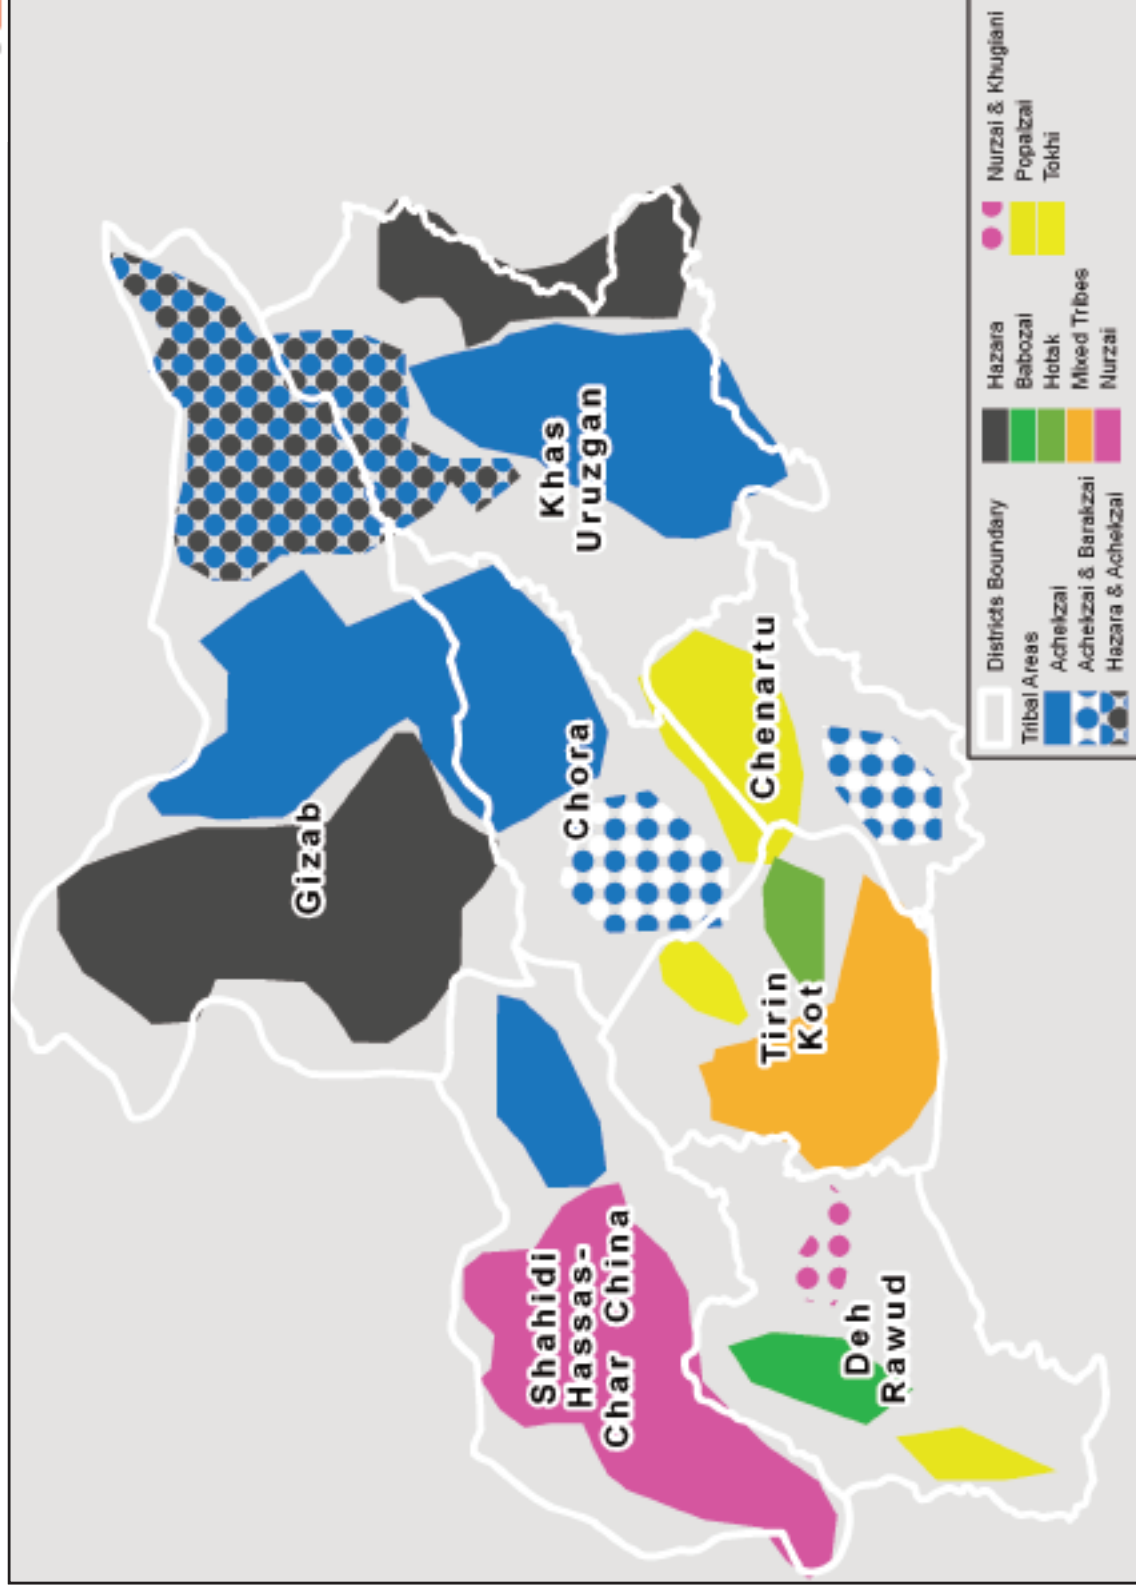 Gizab
Khas
Uruzgan
Chora
Chenartu
Shahidi
Hassas-
Char China
Tirin
Kot
Deh
Rawud
Districts Boundary
Tribal Areas
Achekzai
Achekzai & Barakzai
Hazara & Achekzai
Hazara
Babozai
Hotak
Mixed Tribes
Nurzai
Nurzai & Khugiani
Popalzai
Tokhi